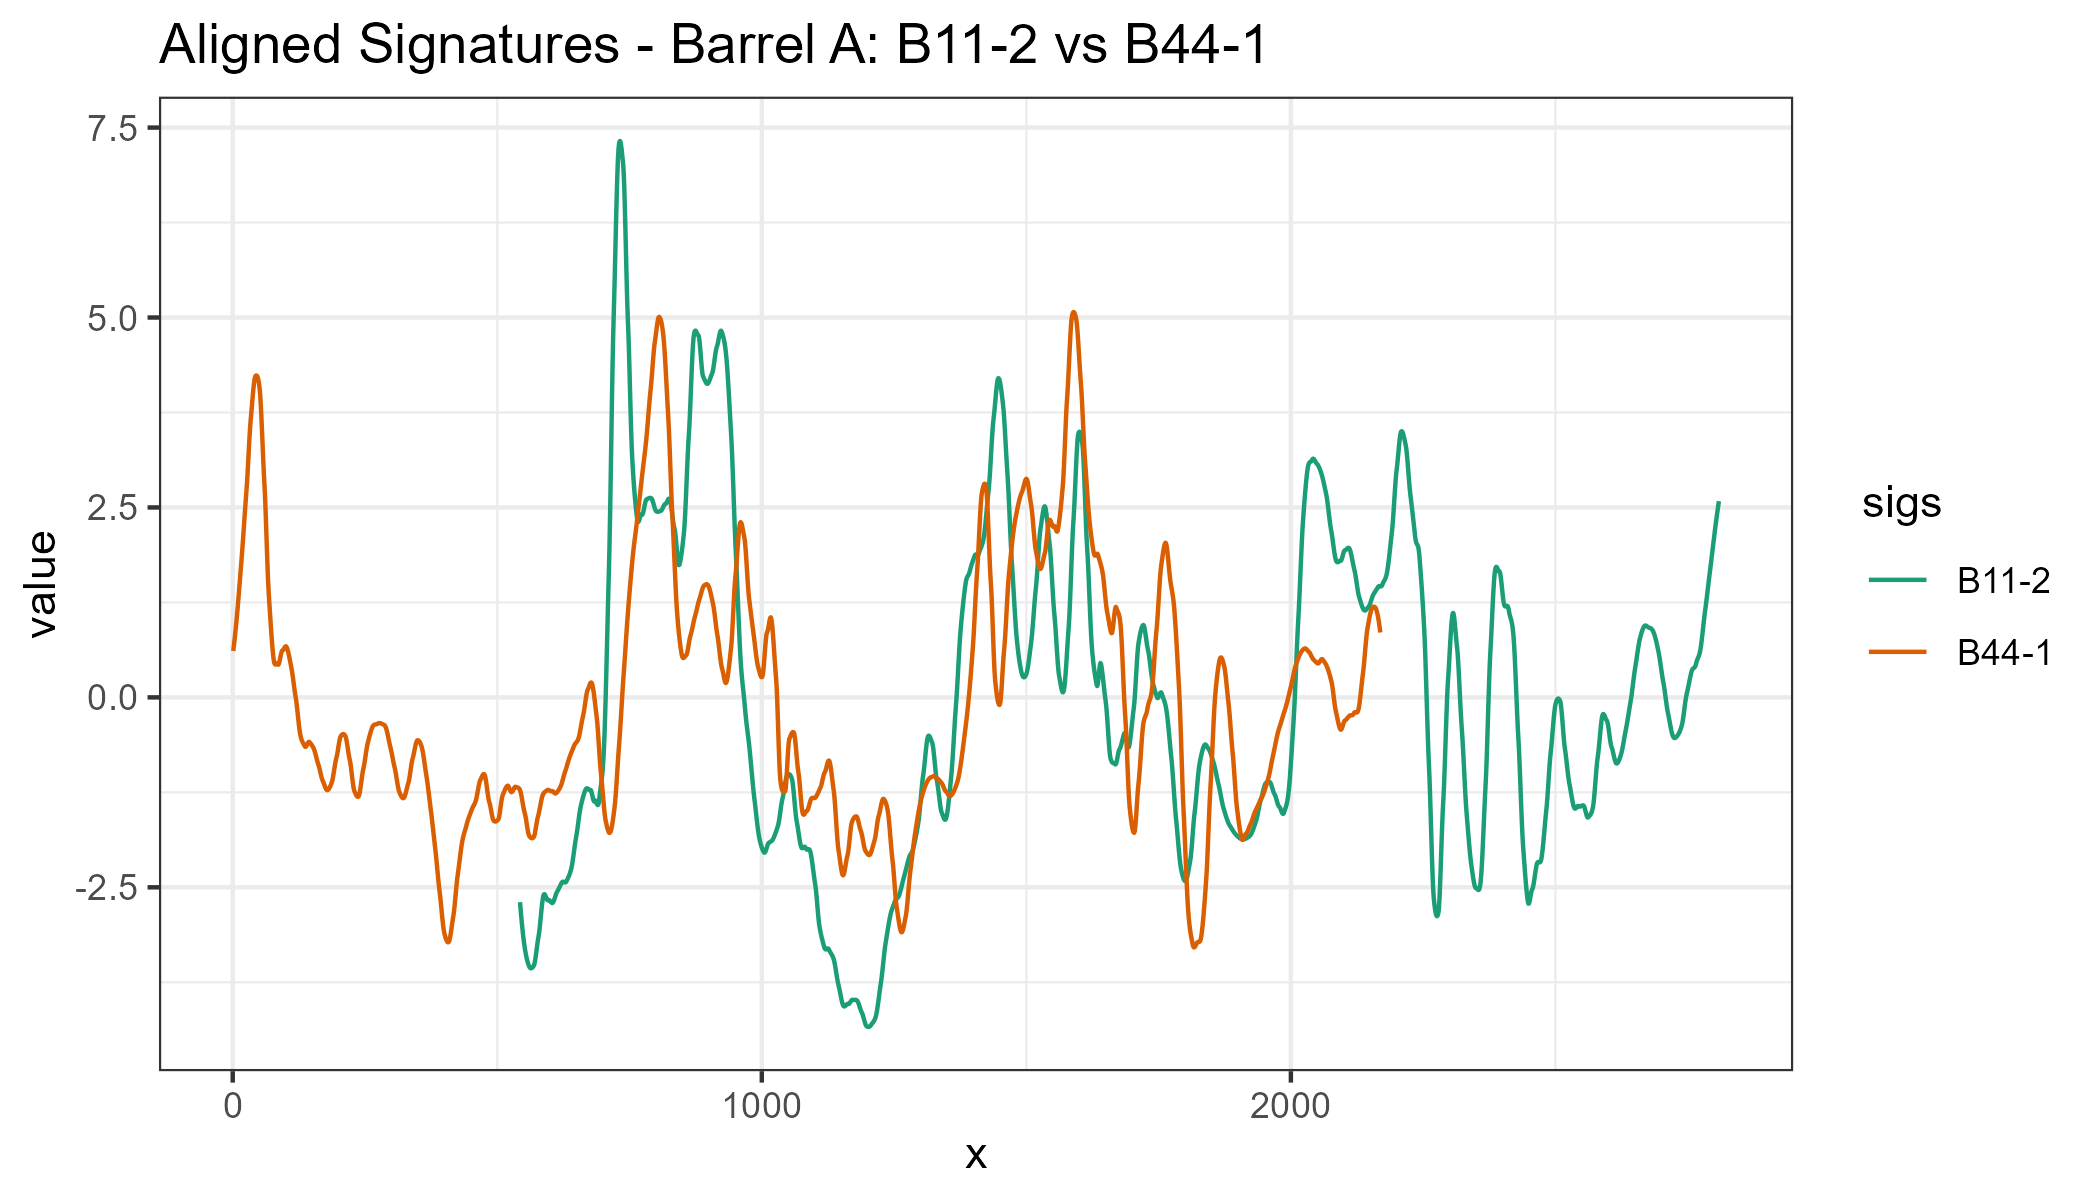 Aligned Signatures - Barrel A: B11-2 vs B44-1
7.5
5.0
2.5
0.0
-2.5
value
0
1000
2000
x
sigs
B11-2
B44-1